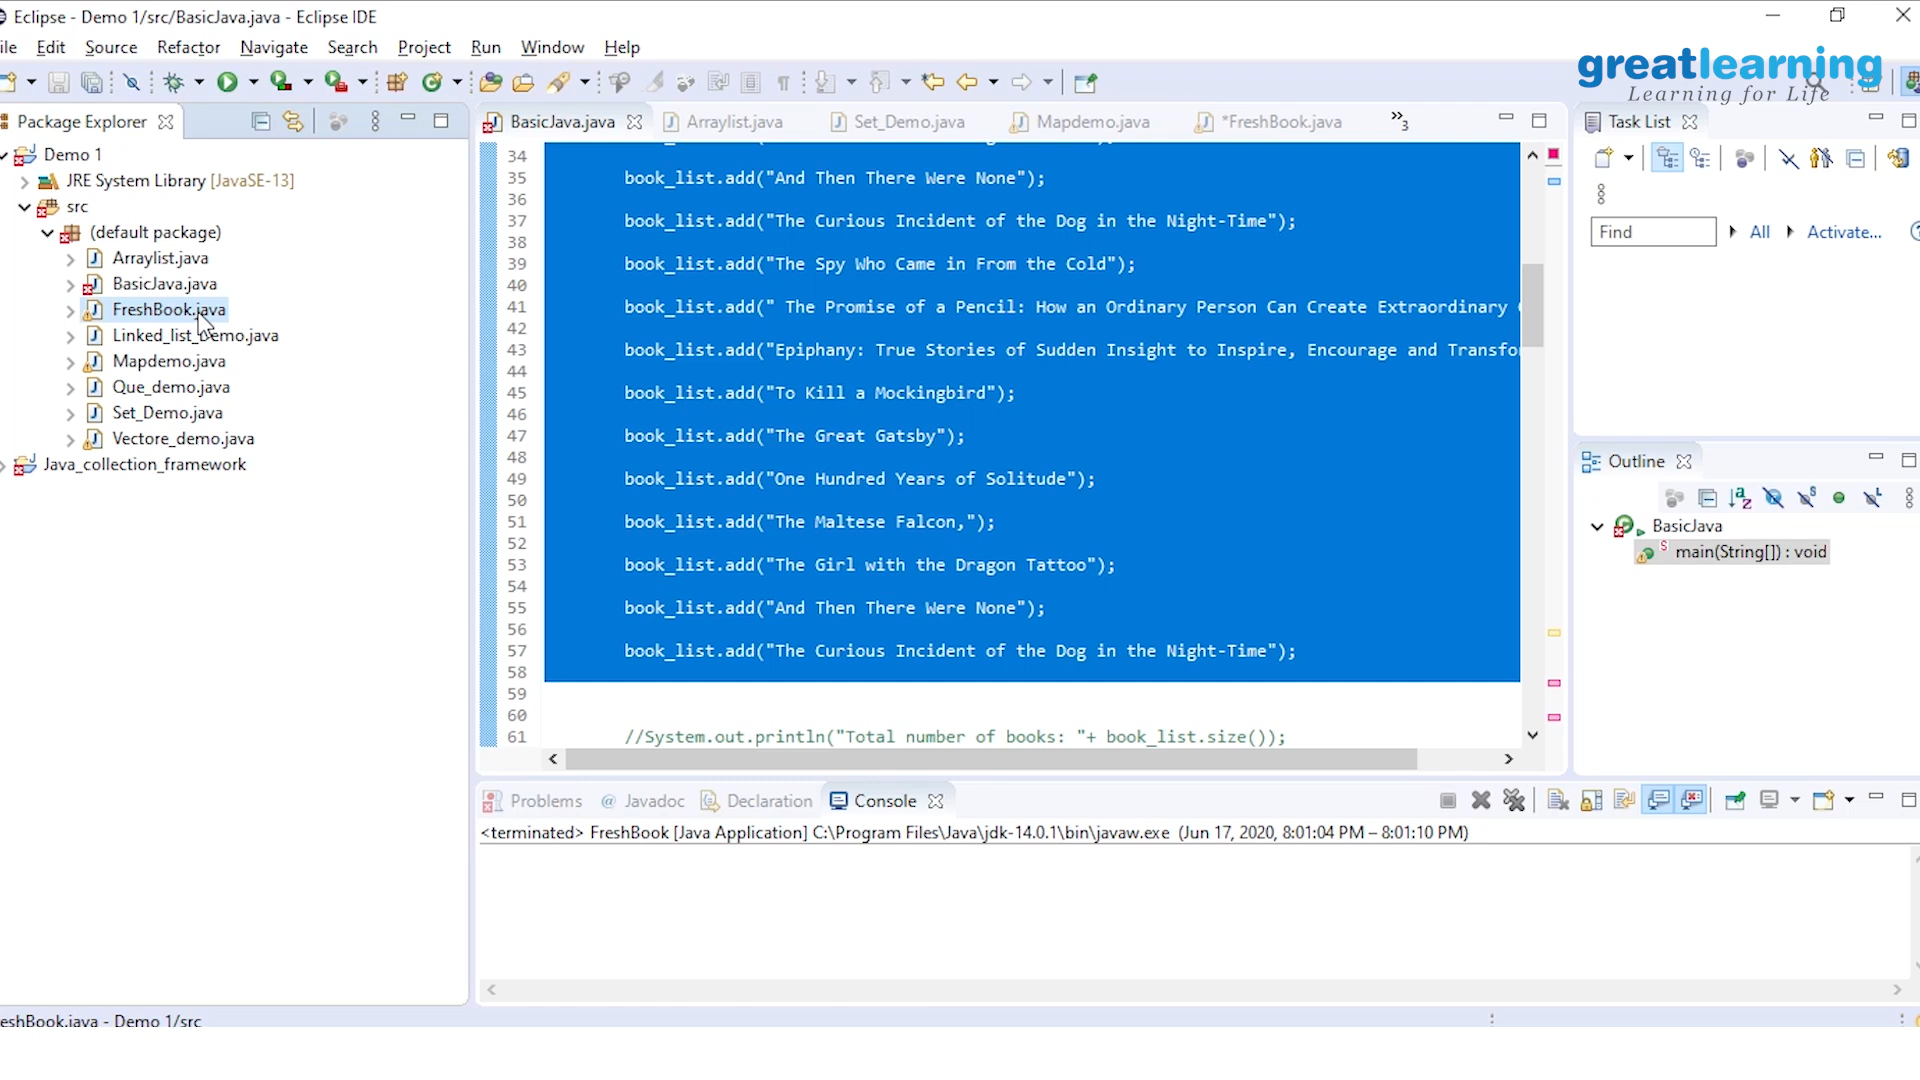 Eclipse - Demo 1/src/BasicJava.java - Eclipse IDE
ile Edit Source Refactor Navigate Search Project Run Window Help
greatlearning
Learning for Life
Package Explorer
Demo 1
JRE System Library [JavaSE-13]
src
(default package)
Arraylist.java
BasicJava.java
FreshBook.java
Linked_list_Demo.java
Mapdemo.java
Que_demo.java
Set_Demo.java
Vectore_demo.java
Java_collection_framework
BasicJava.java Arraylist.java Set_Demo.java Mapdemo.java *FreshBook.java »3
34
35 book_list.add("And Then There Were None");
36
37 book_list.add("The Curious Incident of the Dog in the Night-Time");
38
39 book_list.add("The Spy Who Came in From the Cold");
40
41 book_list.add(" The Promise of a Pencil: How an Ordinary Person Can Create Extraordinary
42
43 book_list.add("Epiphany: True Stories of Sudden Insight to Inspire, Encourage and Transfo
44
45 book_list.add("To Kill a Mockingbird");
46
47 book_list.add("The Great Gatsby");
48
49 book_list.add("One Hundred Years of Solitude");
50
51 book_list.add("The Maltese Falcon,");
52
53 book_list.add("The Girl with the Dragon Tattoo");
54
55 book_list.add("And Then There Were None");
56
57 book_list.add("The Curious Incident of the Dog in the Night-Time");
58
59
60
61 //System.out.println("Total number of books: "+ book_list.size());
Task List
Find All Activate...
Outline
BasicJava
main(String[]) : void
Problems Javadoc Declaration Console
<terminated> FreshBook [Java Application] C:\Program Files\Java\jdk-14.0.1\bin\javaw.exe (Jun 17, 2020, 8:01:04 PM – 8:01:10 PM)
eshBook.java - Demo 1/src